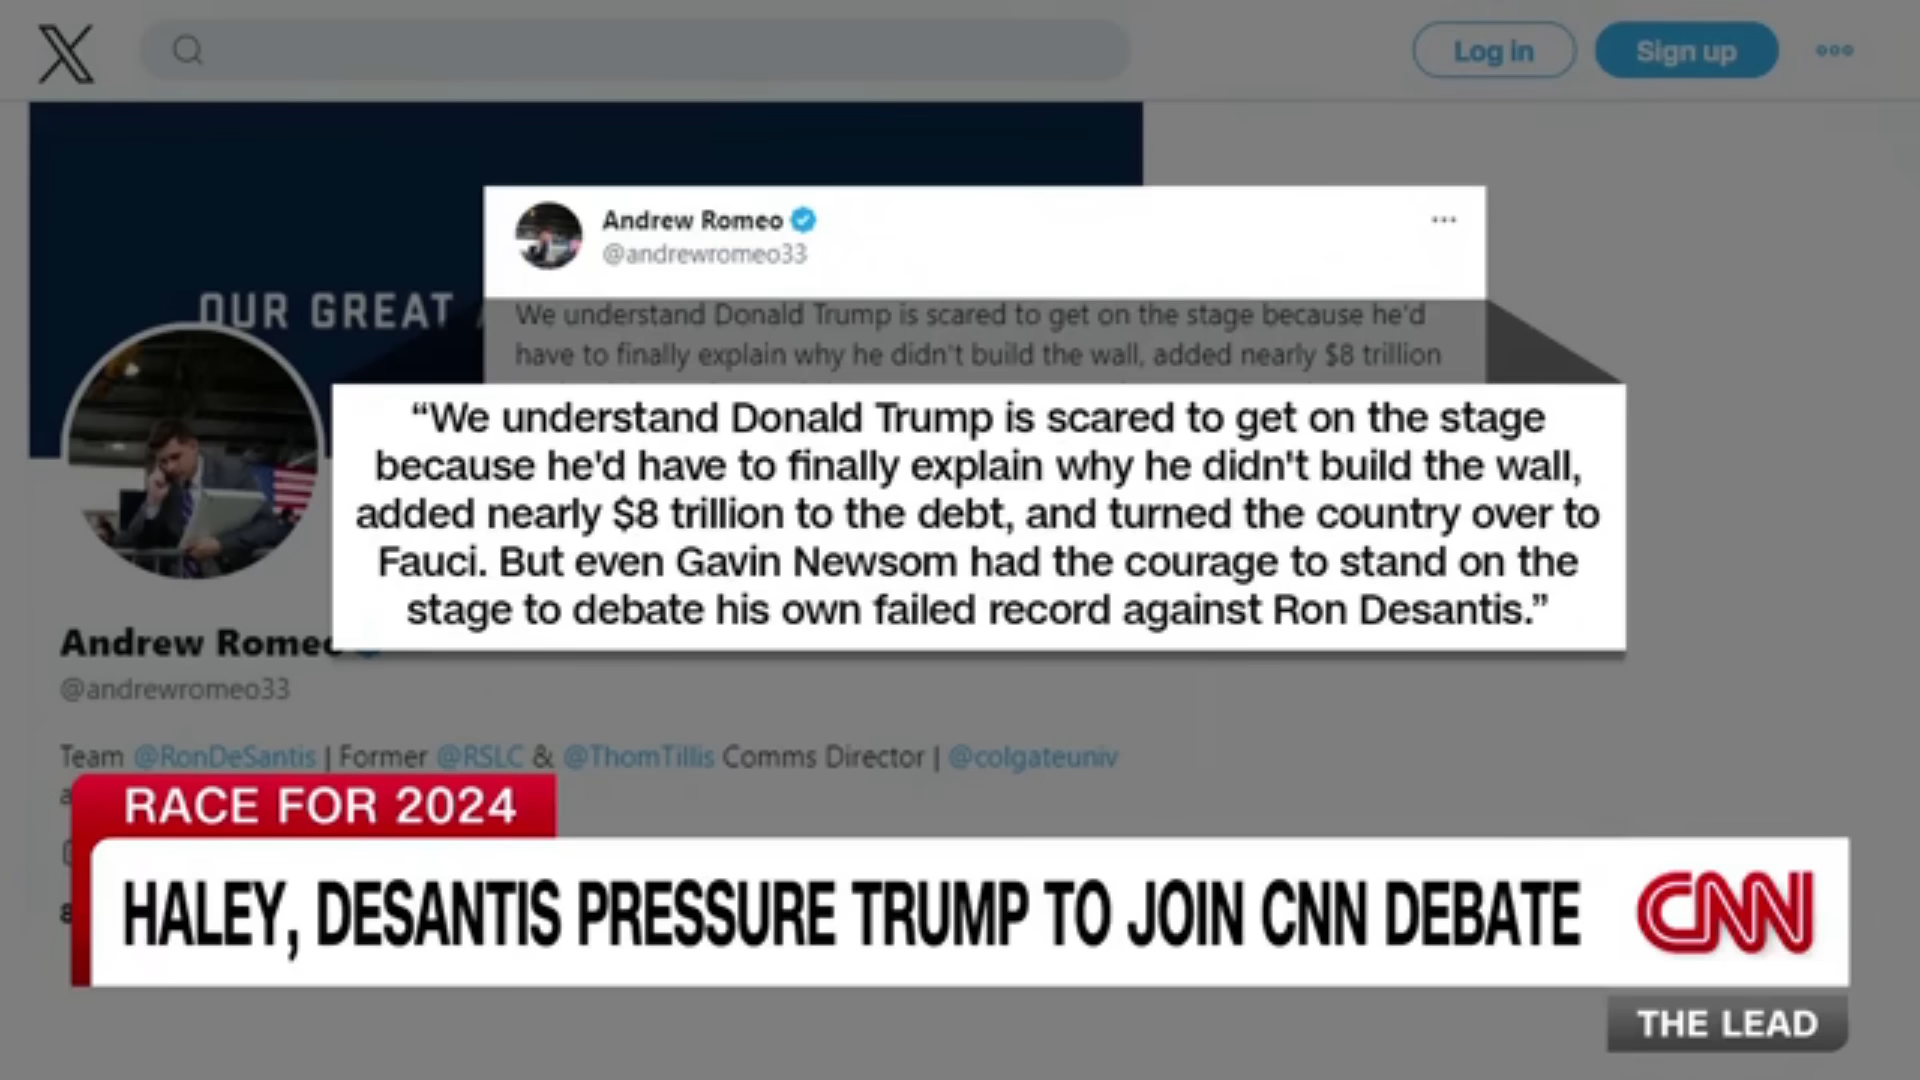 X
Log in
Sign up
OUR GREAT
Andrew Romeo
@andrewromeo33
We understand Donald Trump is scared to get on the stage because he'd
have to finally explain why he didn't build the wall, added nearly $8 trillion
“We understand Donald Trump is scared to get on the stage
because he'd have to finally explain why he didn't build the wall,
added nearly $8 trillion to the debt, and turned the country over to
Fauci. But even Gavin Newsom had the courage to stand on the
stage to debate his own failed record against Ron Desantis.”
Andrew Romeo
@andrewromeo33
Team @RonDeSantis | Former @RSLC & @ThomTillis Comms Director | @colgateuniv
RACE FOR 2024
HALEY, DESANTIS PRESSURE TRUMP TO JOIN CNN DEBATE
CNN
THE LEAD